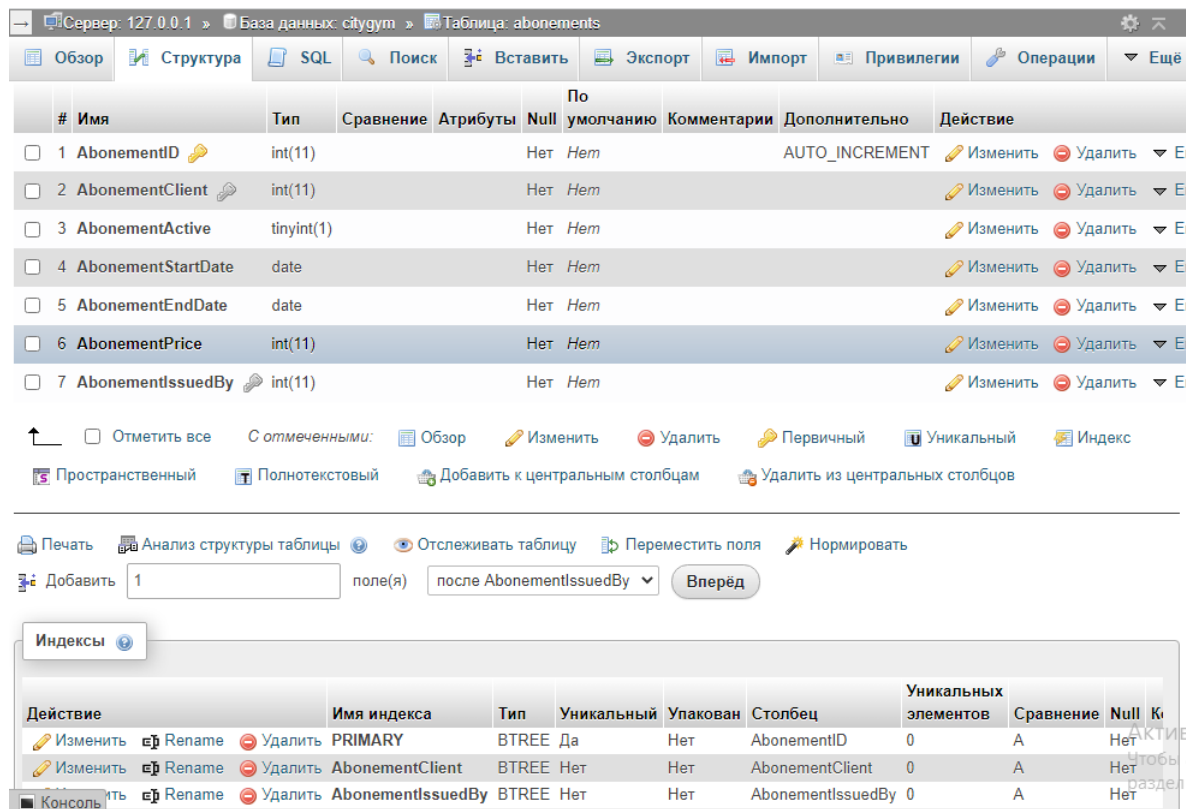 Сервер: 127.0.0.1 » База данных: citygym » Таблица: abonements
Обзор Структура SQL Поиск Вставить Экспорт Импорт Привилегии Операции Ещё
# Имя Тип Сравнение Атрибуты Null По умолчанию Комментарии Дополнительно Действие
1 AbonementID int(11) Нет Нет AUTO_INCREMENT Изменить Удалить
2 AbonementClient int(11) Нет Нет Изменить Удалить
3 AbonementActive tinyint(1) Нет Нет Изменить Удалить
4 AbonementStartDate date Нет Нет Изменить Удалить
5 AbonementEndDate date Нет Нет Изменить Удалить
6 AbonementPrice int(11) Нет Нет Изменить Удалить
7 AbonementIssuedBy int(11) Нет Нет Изменить Удалить
Отметить все С отмеченными: Обзор Изменить Удалить Первичный Уникальный Индекс
Пространственный Полнотекстовый Добавить к центральным столбцам Удалить из центральных столбцов
Печать Анализ структуры таблицы Отслеживать таблицу Переместить поля Нормировать
Добавить 1 поле(я) после AbonementIssuedBy Вперёд
Индексы
Действие Имя индекса Тип Уникальный Упакован Столбец Уникальных элементов Сравнение Null
Изменить Rename Удалить PRIMARY BTREE Да Нет AbonementID 0 A Нет
Изменить Rename Удалить AbonementClient BTREE Нет Нет AbonementClient 0 A Нет
Rename Удалить AbonementIssuedBy BTREE Нет Нет AbonementIssuedBy 0 A Нет
Консоль
Чтобы